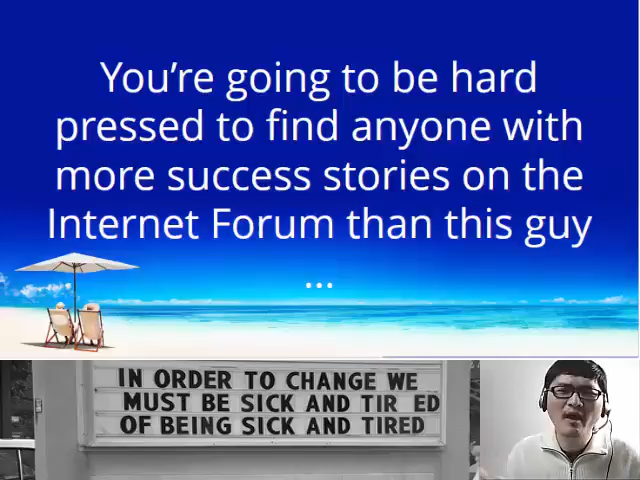 You’re going to be hard
pressed to find anyone with
more success stories on the
Internet Forum than this guy
...
IN ORDER TO CHANGE WE
MUST BE SICK AND TIR ED
OF BEING SICK AND TIRED